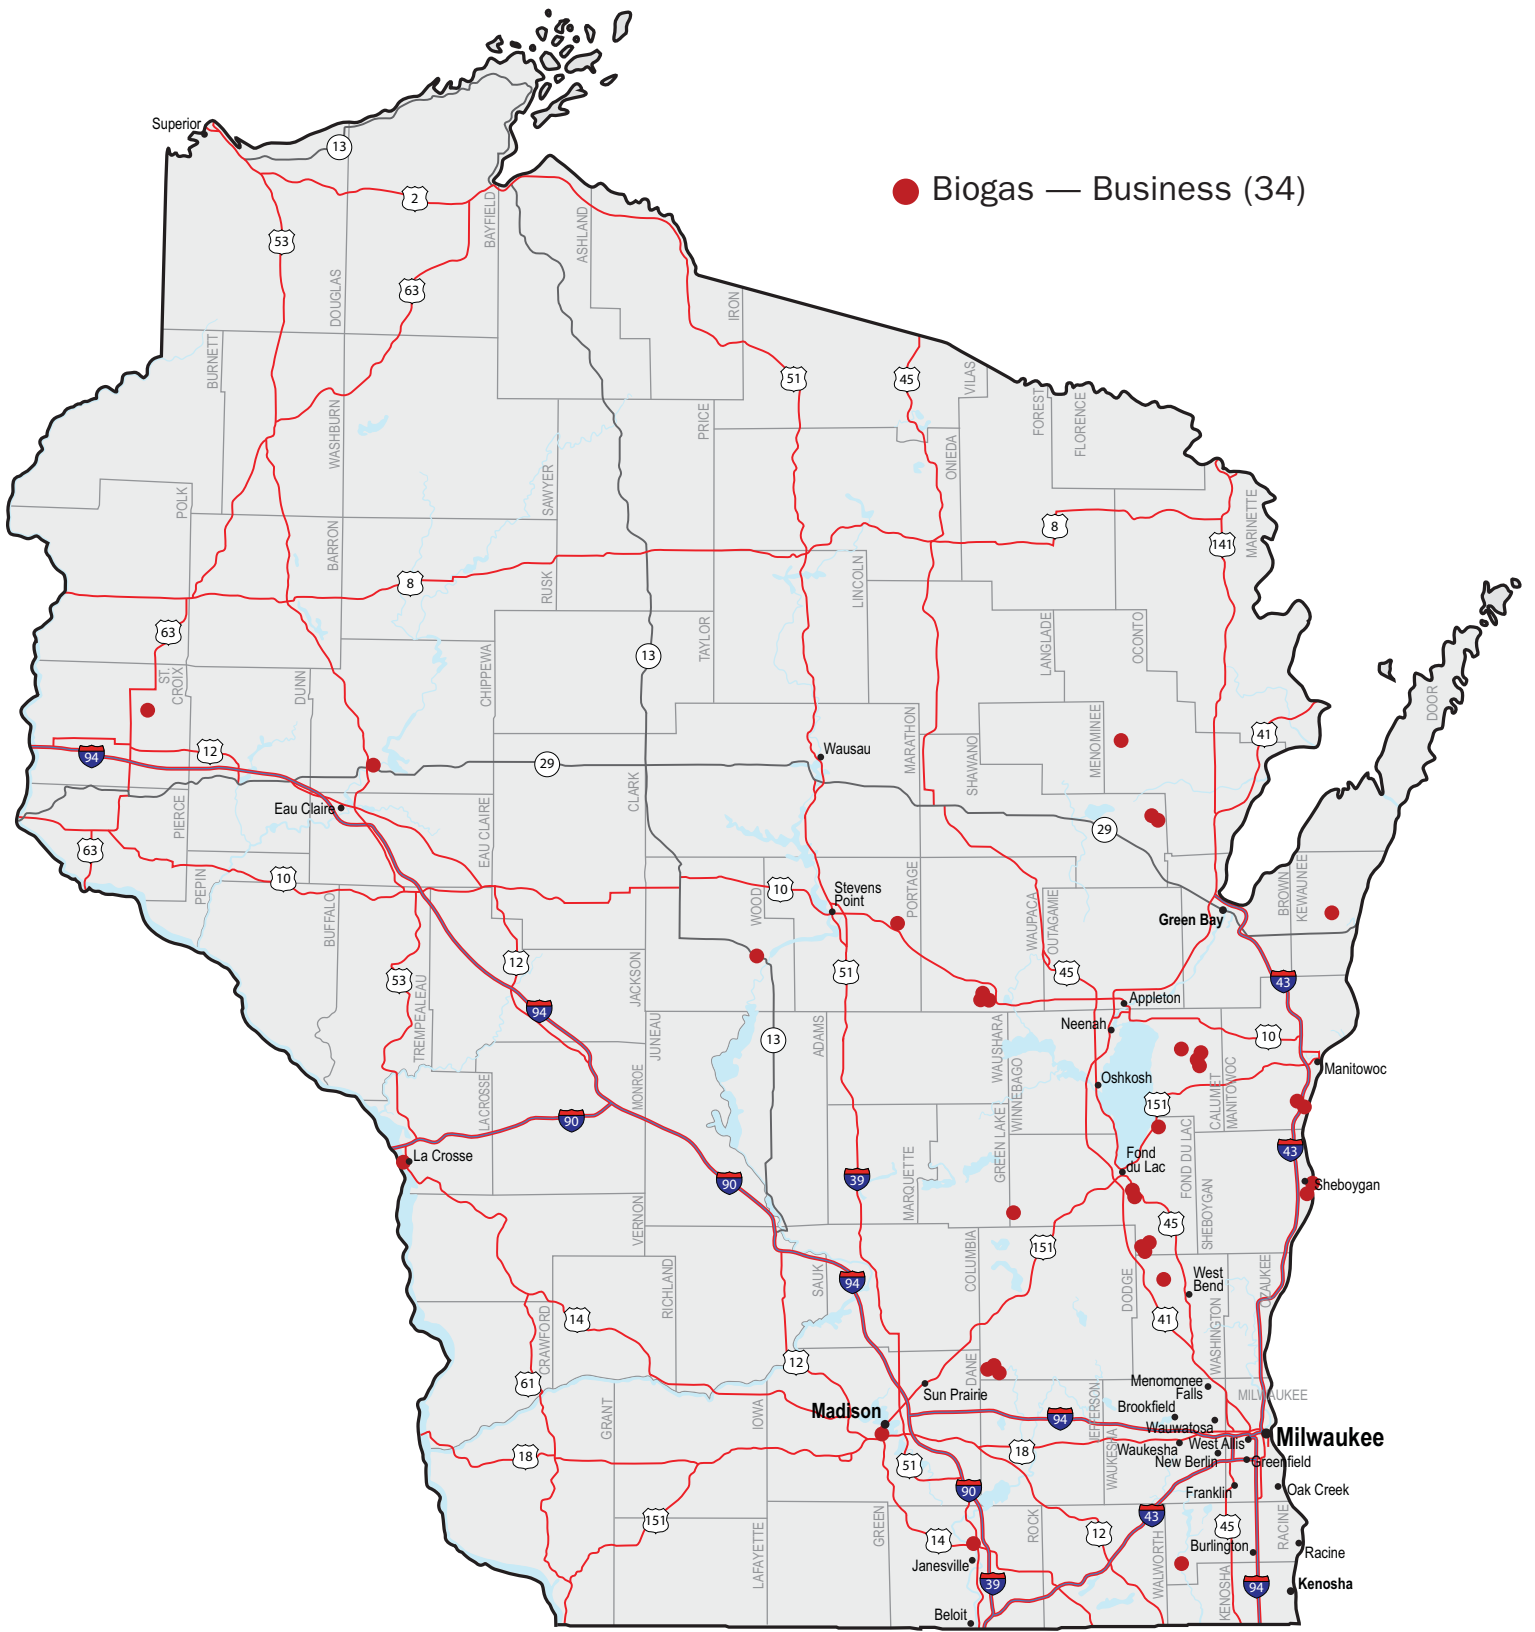 Superior
13
Biogas — Business (34)
2
BAYFIELD
ASHLAND
53
DOUGLAS
63
IRON
BURNETT
51
45
VILAS
FOREST
FLORENCE
WASHBURN
PRICE
ONIEDA
SAWYER
POLK
MARINETTE
8
141
BARRON
8
RUSK
LINCOLN
63
TAYLOR
13
LANGLADE
OCONTO
ST.
CROIX
DUNN
CHIPPEWA
DOOR
MARATHON
MENOMINEE
41
94
12
29
Wausau
SHAWANO
Eau Claire
PIERCE
EAU CLAIRE
CLARK
29
63
10
PEPIN
BUFFALO
WOOD
10
Stevens
Point
PORTAGE
WAUPACA
OUTAGAMIE
Green Bay
BROWN
KEWAUNEE
53
12
TREMPEALEAU
JACKSON
51
45
43
94
Appleton
Neenah
JUNEAU
13
ADAMS
WAUSHARA
WINNEBAGO
10
Manitowoc
Oshkosh
CALUMET
MANITOWOC
LACROSSE
MONROE
90
151
GREEN LAKE
La Crosse
90
39
MARQUETTE
Fond
du Lac
FOND DU LAC
43
Sheboygan
SHEBOYGAN
VERNON
45
151
RICHLAND
SAUK
94
COLUMBIA
DODGE
West
Bend
OZAUKEE
14
CRAWFORD
41
WASHINGTON
61
12
DANE
Sun Prairie
Menomonee
Falls
MILWAUKEE
GRANT
IOWA
Madison
94
JEFFERSON
Brookfield
Wauwatosa
Milwaukee
18
18
Waukesha
West Allis
WAUKESHA
New Berlin
Greenfield
51
90
Franklin
Oak Creek
151
LAFAYETTE
GREEN
14
ROCK
12
43
45
RACINE
Janesville
Burlington
Racine
39
WALWORTH
KENOSHA
94
Kenosha
Beloit